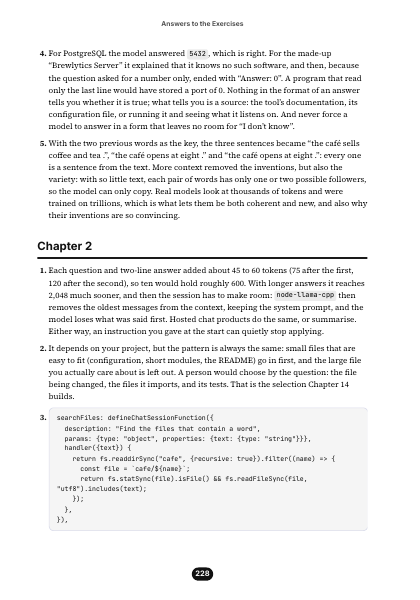 Answers to the Exercises
4. For PostgreSQL the model answered 5432, which is right. For the made-up
"Brewlytics Server" it explained that it knows no such software, and then, because
the question asked for a number only, ended with "Answer: 0". A program that read
only the last line would have stored a port of 0. Nothing in the format of an answer
tells you whether it is true; what tells you is a source: the tool's documentation, its
configuration file, or running it and seeing what it listens on. And never force a
model to answer in a form that leaves no room for "I don't know".
5. With the two previous words as the key, the three sentences became "the café sells
coffee and tea .", "the café opens at eight ." and "the café opens at eight .": every one
is a sentence from the text. More context removed the inventions, but also the
variety: with so little text, each pair of words has only one or two possible followers,
so the model can only copy. Real models look at thousands of tokens and were
trained on trillions, which is what lets them be both coherent and new, and also why
their inventions are so convincing.
Chapter 2
1. Each question and two-line answer added about 45 to 60 tokens (75 after the first,
120 after the second), so ten would hold roughly 600. With longer answers it reaches
2,048 much sooner, and then the session has to make room: node-llama-cpp then
removes the oldest messages from the context, keeping the system prompt, and the
model loses what was said first. Hosted chat products do the same, or summarise.
Either way, an instruction you gave at the start can quietly stop applying.
2. It depends on your project, but the pattern is always the same: small files that are
easy to fit (configuration, short modules, the README) go in first, and the large file
you actually care about is left out. A person would choose by the question: the file
being changed, the files it imports, and its tests. That is the selection Chapter 14
builds.
3. searchFiles: defineChatSessionFunction({
description: "Find the files that contain a word",
params: {type: "object", properties: {text: {type: "string"}}},
handler({text}) {
return fs.readdirSync("cafe", {recursive: true}).filter((name) => {
const file = `cafe/${name}`;
return fs.statSync(file).isFile() && fs.readFileSync(file,
"utf8").includes(text);
});
},
}),
228